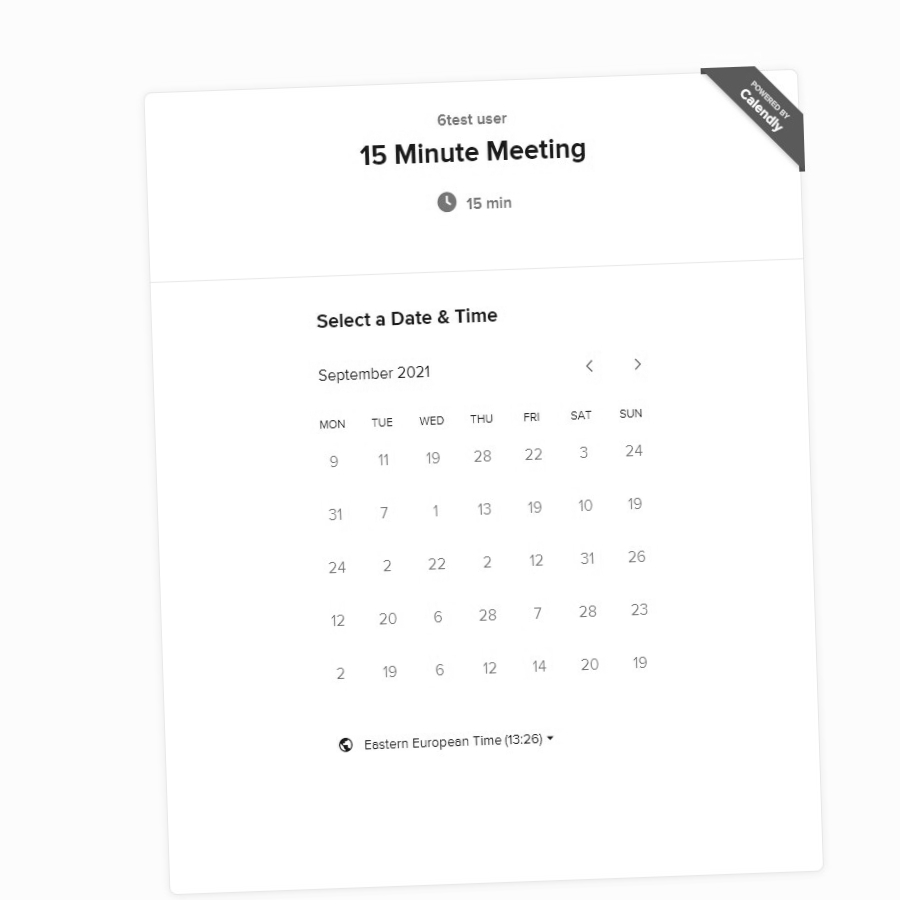 POWERED BY
Calendly
6test user
15 Minute Meeting
15 min
Select a Date & Time
September 2021
MON TUE WED THU FRI SAT SUN
9 11 19 28 22 3 24
31 7 1 13 19 10 19
24 2 22 2 12 31 26
12 20 6 28 7 28 23
2 19 6 12 14 20 19
Eastern European Time (13:26)